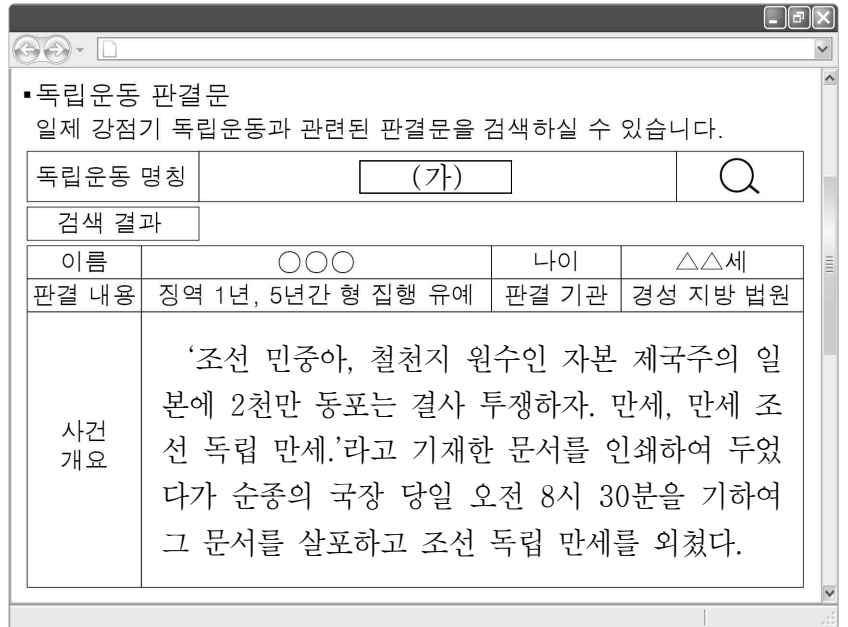 ▪독립운동 판결문
일제 강점기 독립운동과 관련된 판결문을 검색하실 수 있습니다.
독립운동 명칭 (가)
검색 결과
이름 ○○○ 나이 △△세
판결 내용 징역 1년, 5년간 형 집행 유예 판결 기관 경성 지방 법원
사건
개요
‘조선 민중아, 철천지 원수인 자본 제국주의 일
본에 2천만 동포는 결사 투쟁하자. 만세, 만세 조
선 독립 만세.’라고 기재한 문서를 인쇄하여 두었
다가 순종의 국장 당일 오전 8시 30분을 기하여
그 문서를 살포하고 조선 독립 만세를 외쳤다.